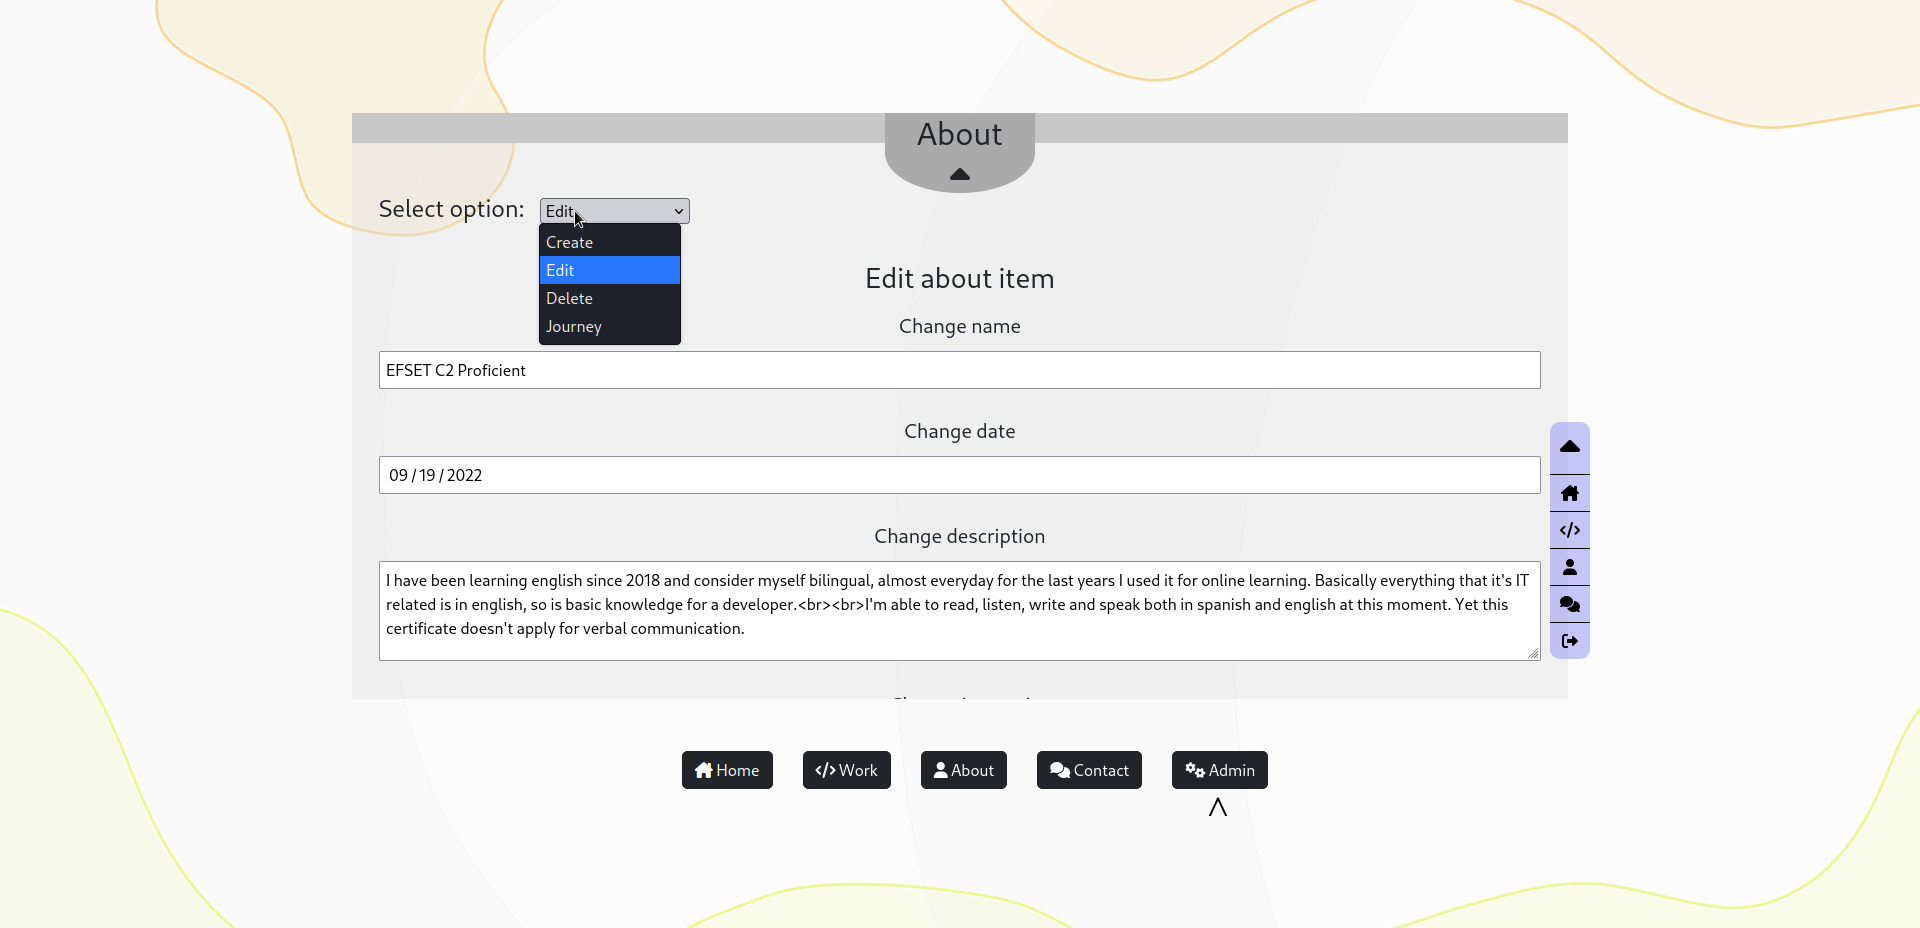 About
Select option:
Edit
Create
Edit
Delete
Journey
Edit about item
Change name
EFSET C2 Proficient
Change date
09 / 19 / 2022
Change description
I have been learning english since 2018 and consider myself bilingual, almost everyday for the last years I used it for online learning. Basically everything that it's IT
related is in english, so is basic knowledge for a developer.<br><br>I'm able to read, listen, write and speak both in spanish and english at this moment. Yet this
certificate doesn't apply for verbal communication.
Home
Work
About
Contact
Admin